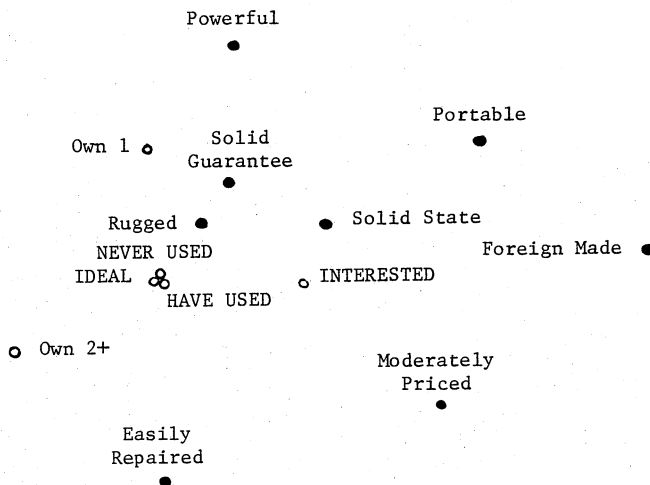 Powerful
Portable
Own 1
Solid
Guarantee
Rugged
Solid State
NEVER USED
Foreign Made
IDEAL
INTERESTED
HAVE USED
Own 2+
Moderately
Priced
Easily
Repaired